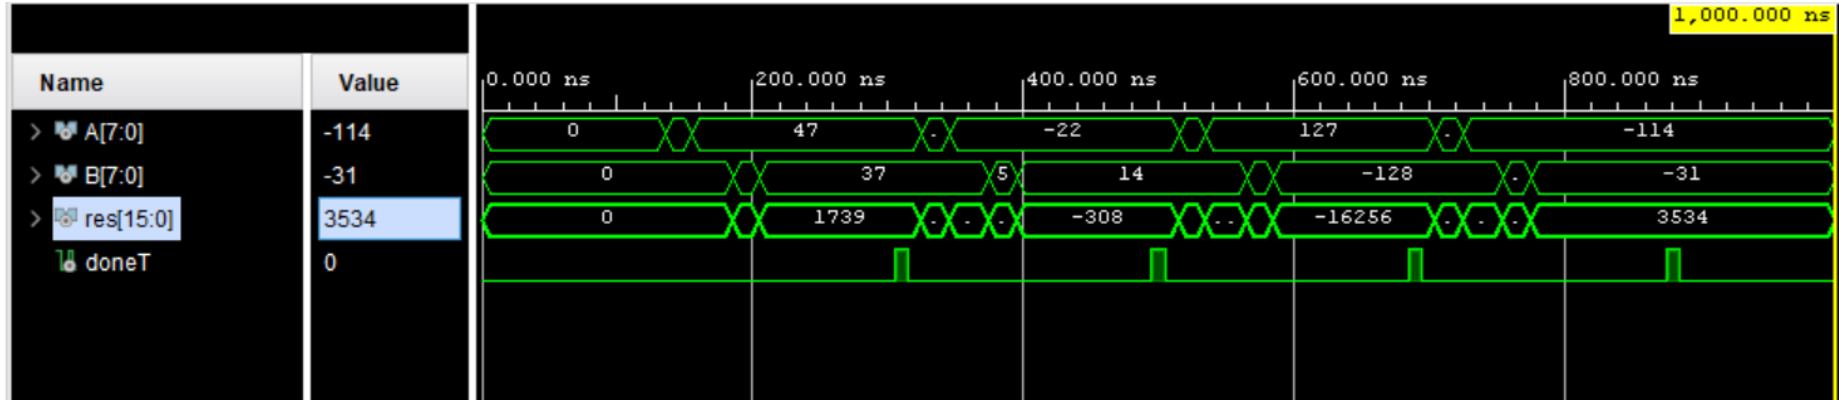 1,000.000 ns
Name Value 0.000 ns 200.000 ns 400.000 ns 600.000 ns 800.000 ns
A[7:0] -114 0 47 . -22 127 . -114
B[7:0] -31 0 37 5 14 -128 . -31
res[15:0] 3534 0 1739 . . . -308 . . -16256 . . . 3534
doneT 0